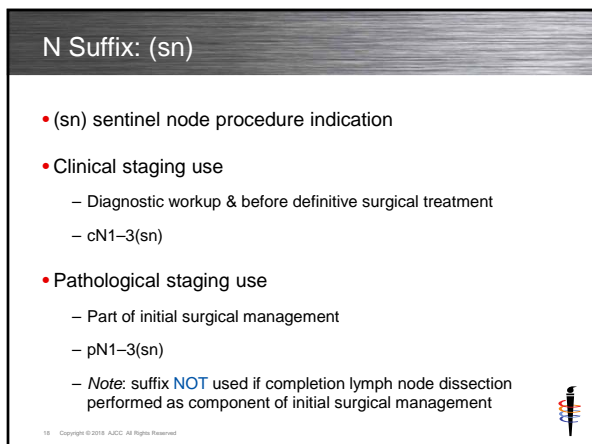 N Suffix: (sn)
• (sn) sentinel node procedure indication
• Clinical staging use
– Diagnostic workup & before definitive surgical treatment
– cN1–3(sn)
• Pathological staging use
– Part of initial surgical management
– pN1–3(sn)
– Note: suffix NOT used if completion lymph node dissection
performed as component of initial surgical management
18 Copyright © 2018 AJCC All Rights Reserved